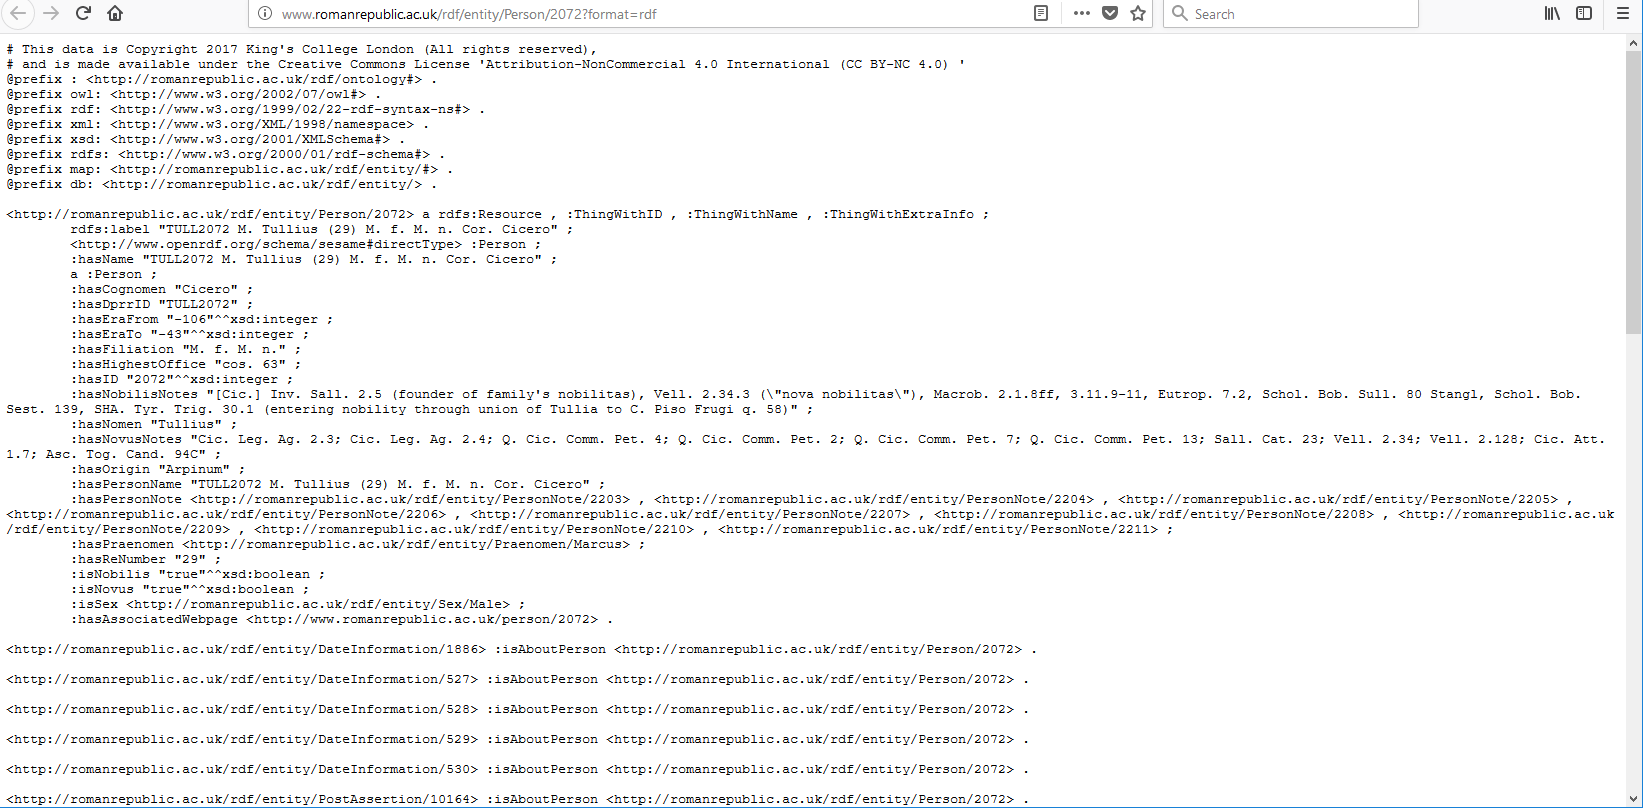 www.romanrepublic.ac.uk/rdf/entity/Person/2072?format=rdf
Search
# This data is Copyright 2017 King's College London (All rights reserved),
# and is made available under the Creative Commons License 'Attribution-NonCommercial 4.0 International (CC BY-NC 4.0) '
@prefix : <http://romanrepublic.ac.uk/rdf/ontology#> .
@prefix owl: <http://www.w3.org/2002/07/owl#> .
@prefix rdf: <http://www.w3.org/1999/02/22-rdf-syntax-ns#> .
@prefix xml: <http://www.w3.org/XML/1998/namespace> .
@prefix xsd: <http://www.w3.org/2001/XMLSchema#> .
@prefix rdfs: <http://www.w3.org/2000/01/rdf-schema#> .
@prefix map: <http://romanrepublic.ac.uk/rdf/entity/#> .
@prefix db: <http://romanrepublic.ac.uk/rdf/entity/> .
<http://romanrepublic.ac.uk/rdf/entity/Person/2072> a rdfs:Resource , :ThingWithID , :ThingWithName , :ThingWithExtraInfo ;
rdfs:label "TULL2072 M. Tullius (29) M. f. M. n. Cor. Cicero" ;
<http://www.openrdf.org/schema/sesame#directType> :Person ;
:hasName "TULL2072 M. Tullius (29) M. f. M. n. Cor. Cicero" ;
a :Person ;
:hasCognomen "Cicero" ;
:hasDprrID "TULL2072" ;
:hasEraFrom "-106"^^xsd:integer ;
:hasEraTo "-43"^^xsd:integer ;
:hasFiliation "M. f. M. n." ;
:hasHighestOffice "cos. 63" ;
:hasID "2072"^^xsd:integer ;
:hasNobilisNotes "[Cic.] Inv. Sall. 2.5 (founder of family's nobilitas), Vell. 2.34.3 (\"nova nobilitas\"), Macrob. 2.1.8ff, 3.11.9-11, Eutrop. 7.2, Schol. Bob. Sull. 80 Stangl, Schol. Bob.
Sest. 139, SHA. Tyr. Trig. 30.1 (entering nobility through union of Tullia to C. Piso Frugi q. 58)" ;
:hasNomen "Tullius" ;
:hasNovusNotes "Cic. Leg. Ag. 2.3; Cic. Leg. Ag. 2.4; Q. Cic. Comm. Pet. 4; Q. Cic. Comm. Pet. 2; Q. Cic. Comm. Pet. 7; Q. Cic. Comm. Pet. 13; Sall. Cat. 23; Vell. 2.34; Vell. 2.128; Cic. Att.
1.7; Asc. Tog. Cand. 94C" ;
:hasOrigin "Arpinum" ;
:hasPersonName "TULL2072 M. Tullius (29) M. f. M. n. Cor. Cicero" ;
:hasPersonNote <http://romanrepublic.ac.uk/rdf/entity/PersonNote/2203> , <http://romanrepublic.ac.uk/rdf/entity/PersonNote/2204> , <http://romanrepublic.ac.uk/rdf/entity/PersonNote/2205> ,
<http://romanrepublic.ac.uk/rdf/entity/PersonNote/2206> , <http://romanrepublic.ac.uk/rdf/entity/PersonNote/2207> , <http://romanrepublic.ac.uk/rdf/entity/PersonNote/2208> , <http://romanrepublic.ac.uk
/rdf/entity/PersonNote/2209> , <http://romanrepublic.ac.uk/rdf/entity/PersonNote/2210> , <http://romanrepublic.ac.uk/rdf/entity/PersonNote/2211> ;
:hasPraenomen <http://romanrepublic.ac.uk/rdf/entity/Praenomen/Marcus> ;
:hasReNumber "29" ;
:isNobilis "true"^^xsd:boolean ;
:isNovus "true"^^xsd:boolean ;
:isSex <http://romanrepublic.ac.uk/rdf/entity/Sex/Male> ;
:hasAssociatedWebpage <http://www.romanrepublic.ac.uk/person/2072> .
<http://romanrepublic.ac.uk/rdf/entity/DateInformation/1886> :isAboutPerson <http://romanrepublic.ac.uk/rdf/entity/Person/2072> .
<http://romanrepublic.ac.uk/rdf/entity/DateInformation/527> :isAboutPerson <http://romanrepublic.ac.uk/rdf/entity/Person/2072> .
<http://romanrepublic.ac.uk/rdf/entity/DateInformation/528> :isAboutPerson <http://romanrepublic.ac.uk/rdf/entity/Person/2072> .
<http://romanrepublic.ac.uk/rdf/entity/DateInformation/529> :isAboutPerson <http://romanrepublic.ac.uk/rdf/entity/Person/2072> .
<http://romanrepublic.ac.uk/rdf/entity/DateInformation/530> :isAboutPerson <http://romanrepublic.ac.uk/rdf/entity/Person/2072> .
<http://romanrepublic.ac.uk/rdf/entity/PostAssertion/10164> :isAboutPerson <http://romanrepublic.ac.uk/rdf/entity/Person/2072> .